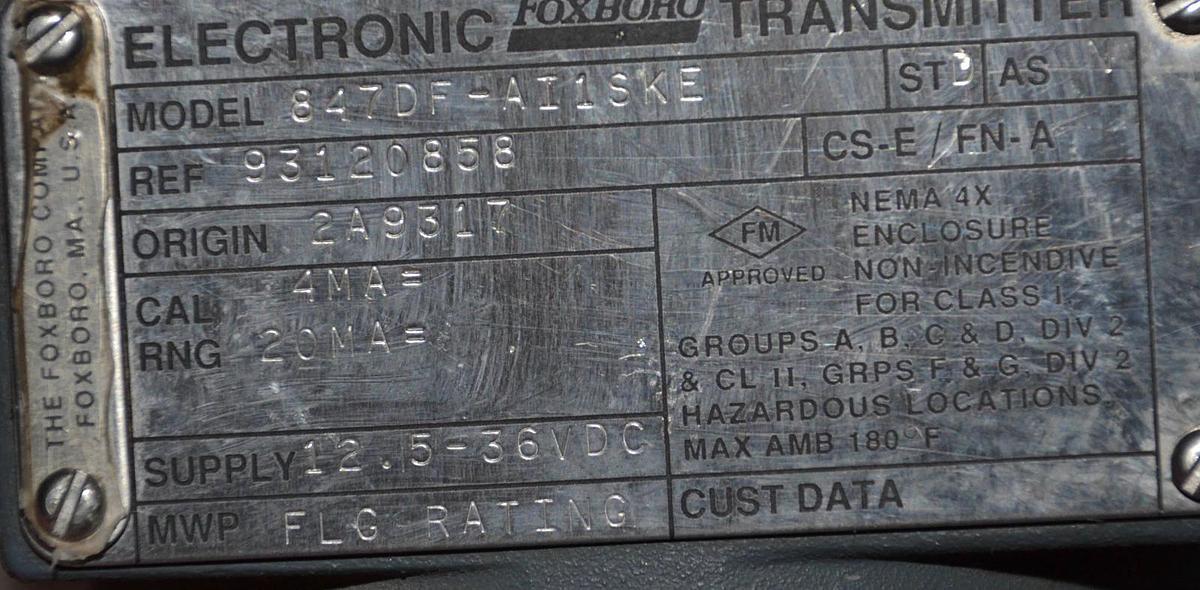 ELECTRONIC FOXBORO TRANSMITTER
MODEL 847DF-AI1SKE STD AS
REF 93120858 CS-E / FN-A
ORIGIN 2A9317
CAL 4MA=
RNG 20MA=
FM
APPROVED
NEMA 4X
ENCLOSURE
NON-INCENDIVE
FOR CLASS I,
GROUPS A, B, C & D, DIV 2
& CL II, GRPS F & G, DIV 2
HAZARDOUS LOCATIONS.
MAX AMB 180°F
SUPPLY 12.5-36VDC
MWP FLG RATING
CUST DATA
THE FOXBORO COMPANY
FOXBORO, MA., U.S.A.